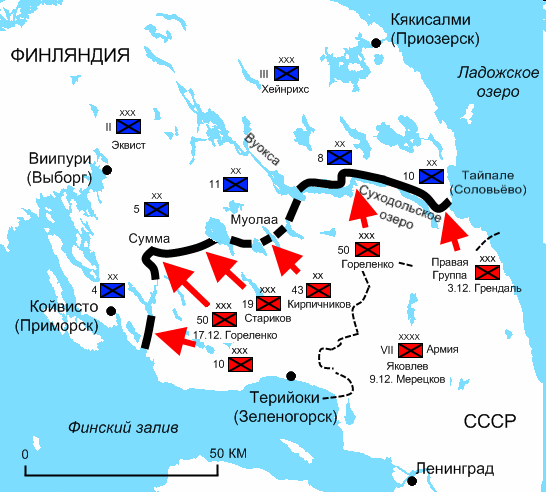 Кякисалми
(Приозерск)
ФИНЛЯНДИЯ
XXX
III
Хейнрихс
Ладожское
озеро
XXX
II
Эквист
Вуокса
Виипури
(Выборг)
XX
8
XX
10
Тайпале
(Соловьёво)
XX
11
Суходольское
озеро
XX
5
Муолаа
Сумма
XXX
50
Гореленко
Правая
Группа
XXX
3.12. Грендаль
XX
4
Койвисто
(Приморск)
XX
43
Кирпичников
XXX
19
Стариков
XXX
50
17.12. Гореленко
XXX
10
XXXX
VII
Армия
Яковлев
9.12. Мерецков
Терийоки
(Зеленогорск)
СССР
Финский залив
0
50 КМ
Ленинград